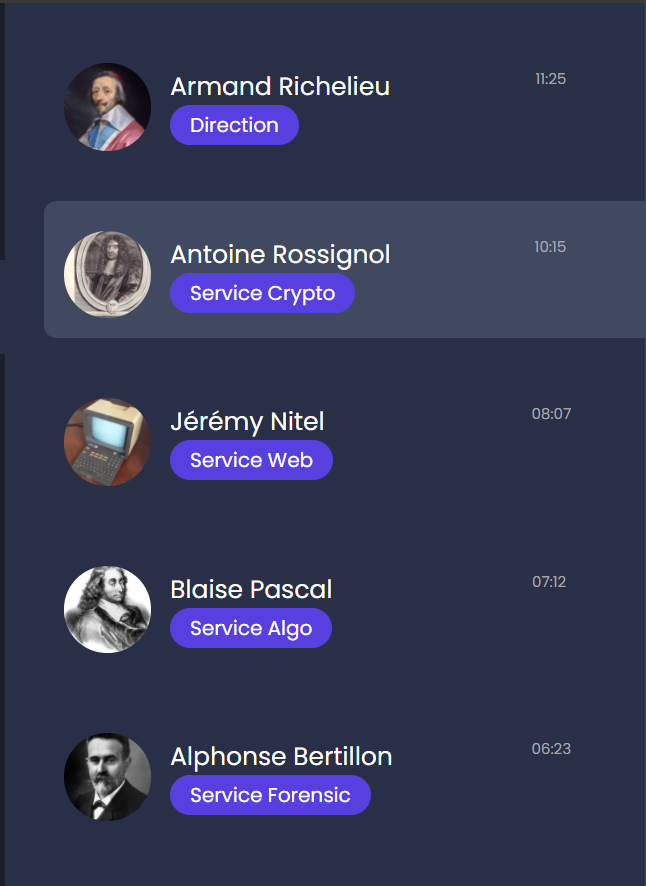 Armand Richelieu
11:25
Direction
Antoine Rossignol
10:15
Service Crypto
Jérémy Nitel
08:07
Service Web
Blaise Pascal
07:12
Service Algo
Alphonse Bertillon
06:23
Service Forensic